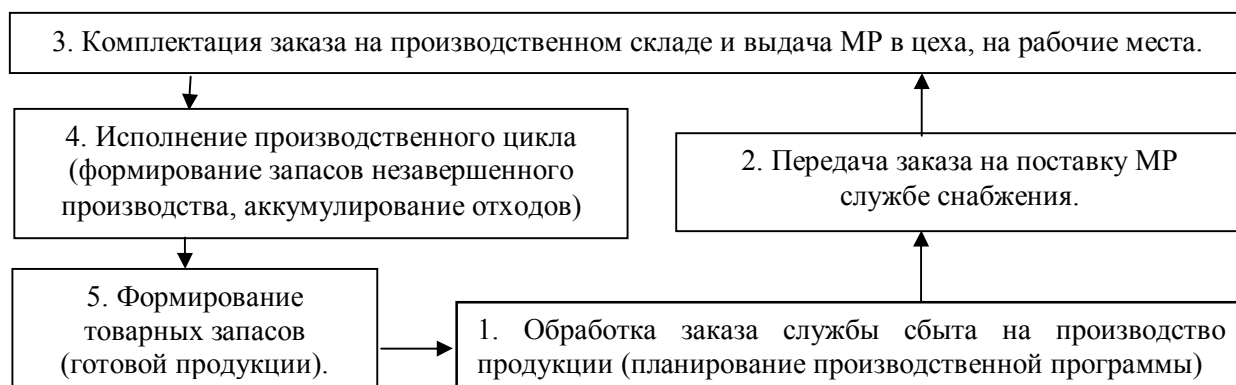 3. Комплектация заказа на производственном складе и выдача МР в цеха, на рабочие места.
4. Исполнение производственного цикла
(формирование запасов незавершенного
производства, аккумулирование отходов)
2. Передача заказа на поставку МР
службе снабжения.
5. Формирование
товарных запасов
(готовой продукции).
1. Обработка заказа службы сбыта на производство
продукции (планирование производственной программы)